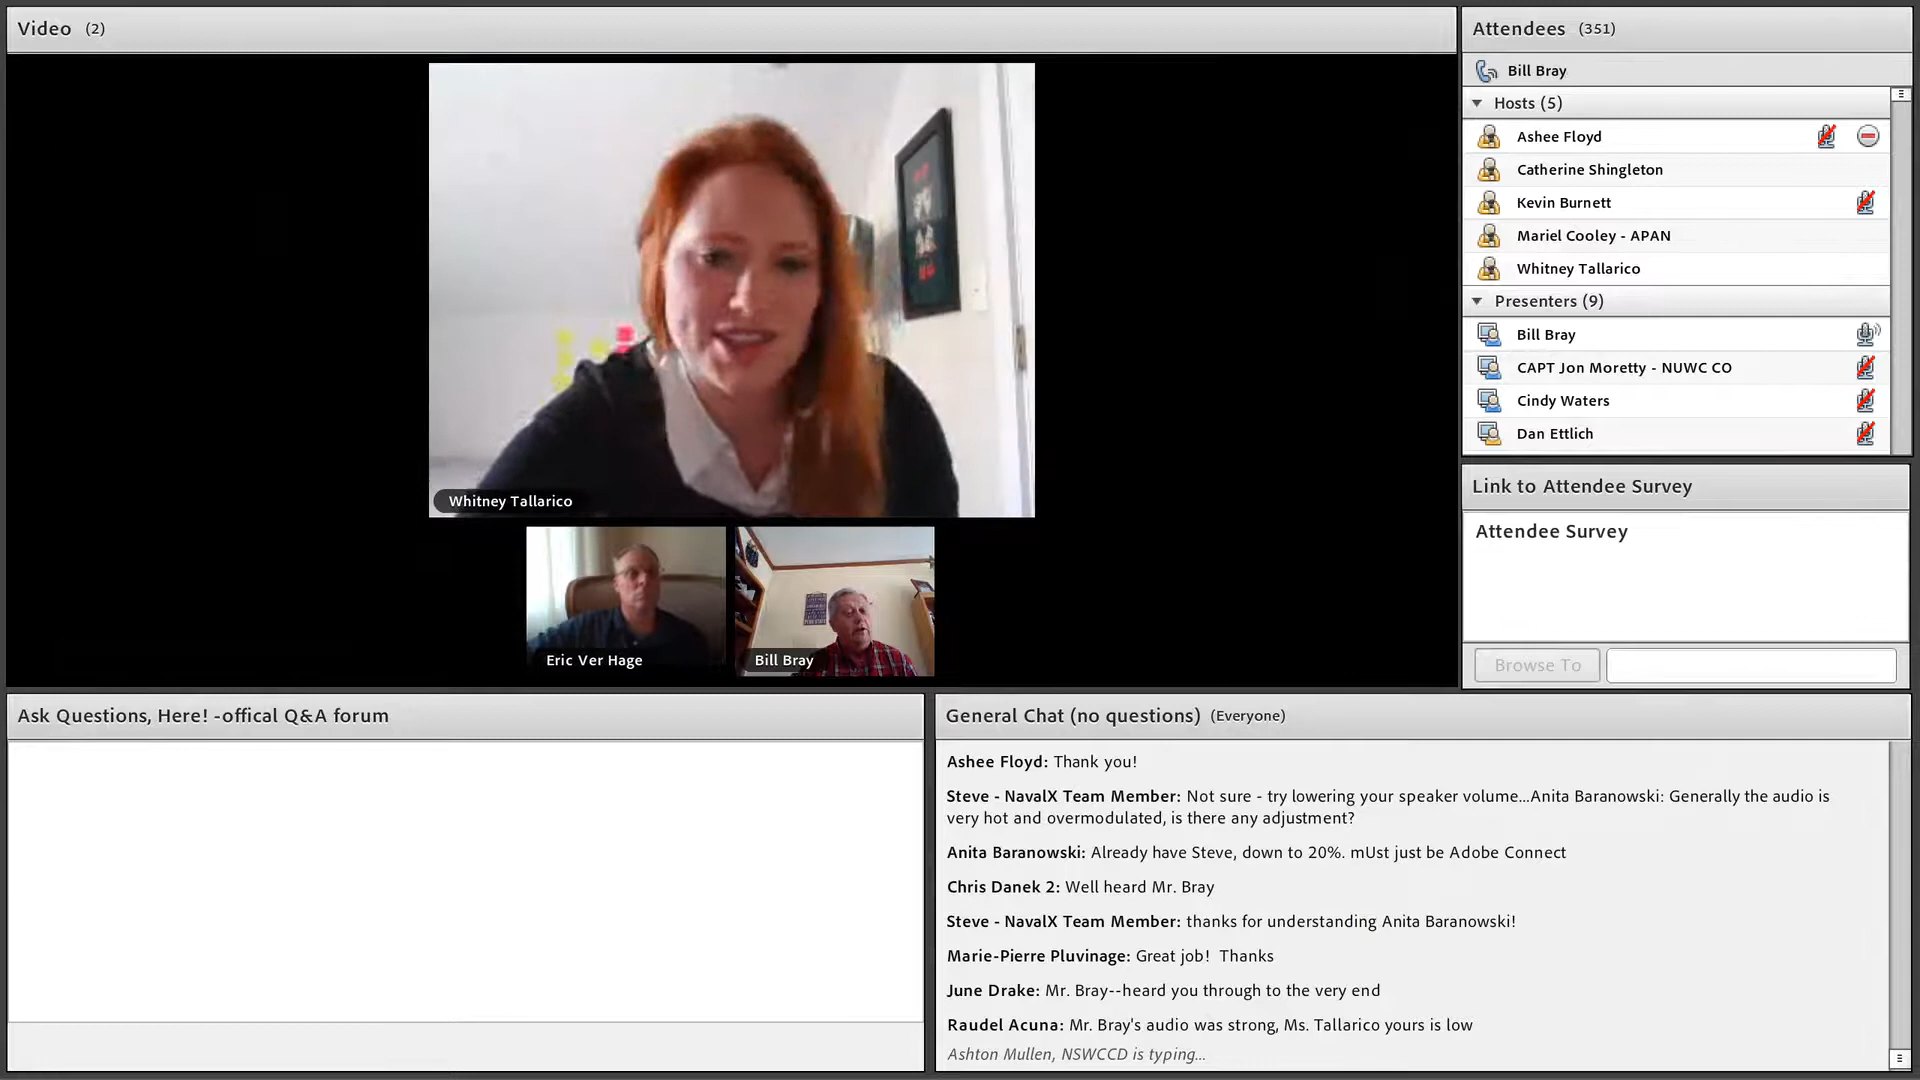 Video (2)
Whitney Tallarico
Eric Ver Hage
Bill Bray
Attendees (351)
Bill Bray
Hosts (5)
Ashee Floyd
Catherine Shingleton
Kevin Burnett
Mariel Cooley - APAN
Whitney Tallarico
Presenters (9)
Bill Bray
CAPT Jon Moretty - NUWC CO
Cindy Waters
Dan Ettlich
Link to Attendee Survey
Attendee Survey
Browse To
Ask Questions, Here! -offical Q&A forum
General Chat (no questions) (Everyone)
Ashee Floyd: Thank you!
Steve - NavalX Team Member: Not sure - try lowering your speaker volume...Anita Baranowski: Generally the audio is
very hot and overmodulated, is there any adjustment?
Anita Baranowski: Already have Steve, down to 20%. mUst just be Adobe Connect
Chris Danek 2: Well heard Mr. Bray
Steve - NavalX Team Member: thanks for understanding Anita Baranowski!
Marie-Pierre Pluvinage: Great job!  Thanks
June Drake: Mr. Bray--heard you through to the very end
Raudel Acuna: Mr. Bray's audio was strong, Ms. Tallarico yours is low
Ashton Mullen, NSWCCD is typing...